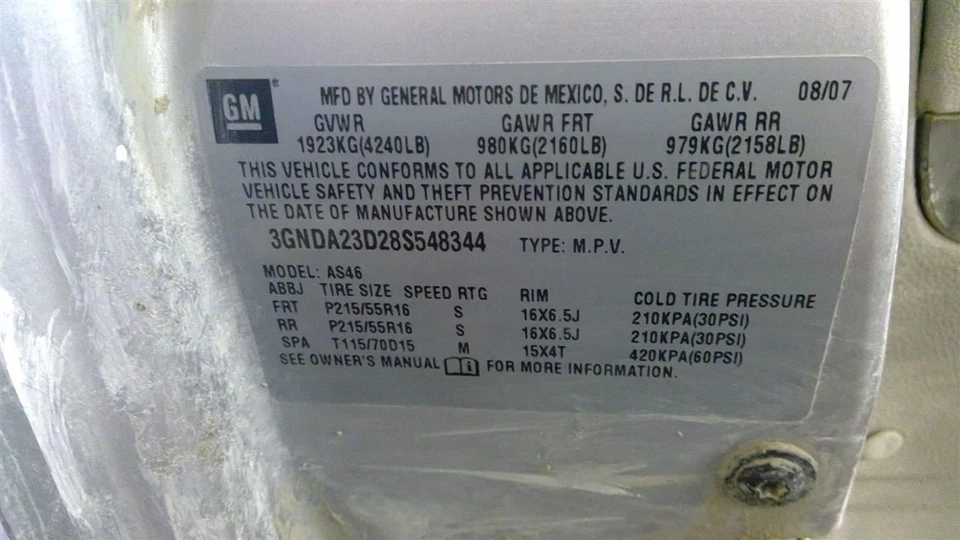 GM ® MFD BY GENERAL MOTORS DE MEXICO, S. DE R.L. DE C.V. 08/07
GVWR GAWR FRT GAWR RR
1923KG(4240LB) 980KG(2160LB) 979KG(2158LB)
THIS VEHICLE CONFORMS TO ALL APPLICABLE U.S. FEDERAL MOTOR
VEHICLE SAFETY AND THEFT PREVENTION STANDARDS IN EFFECT ON
THE DATE OF MANUFACTURE SHOWN ABOVE.
3GNDA23D28S548344 TYPE: M.P.V.
MODEL: AS46
ABBJ TIRE SIZE SPEED RTG RIM COLD TIRE PRESSURE
FRT P215/55R16 S 16X6.5J 210KPA(30PSI)
RR P215/55R16 S 16X6.5J 210KPA(30PSI)
SPA T115/70D15 M 15X4T 420KPA(60PSI)
SEE OWNER'S MANUAL i FOR MORE INFORMATION.